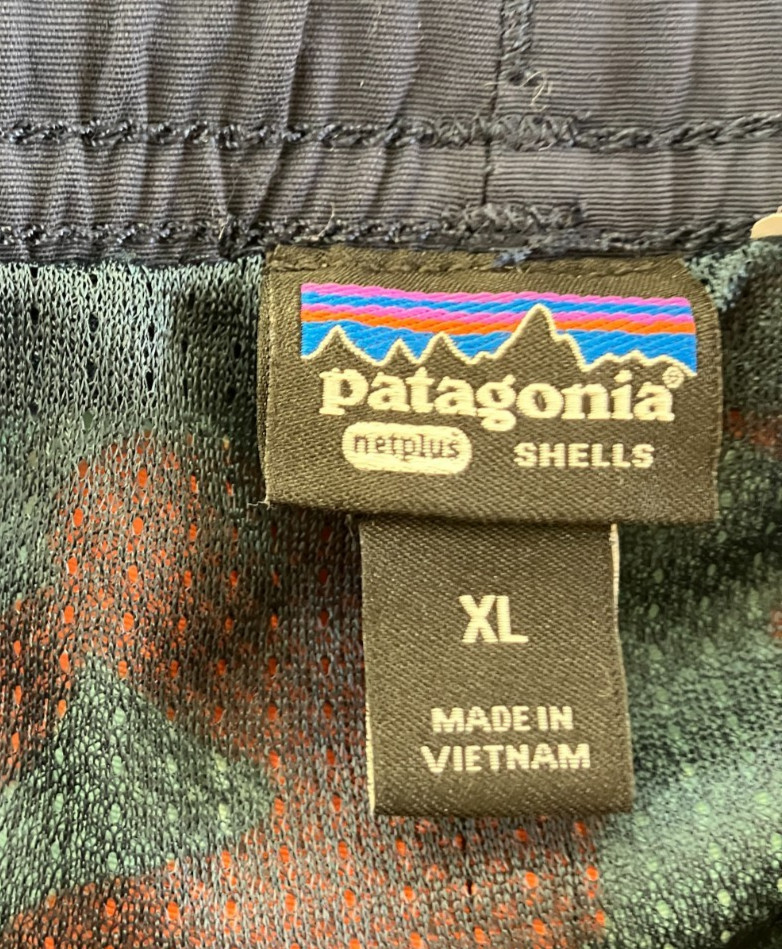 patagonia®
netplus® SHELLS
XL
MADE IN
VIETNAM